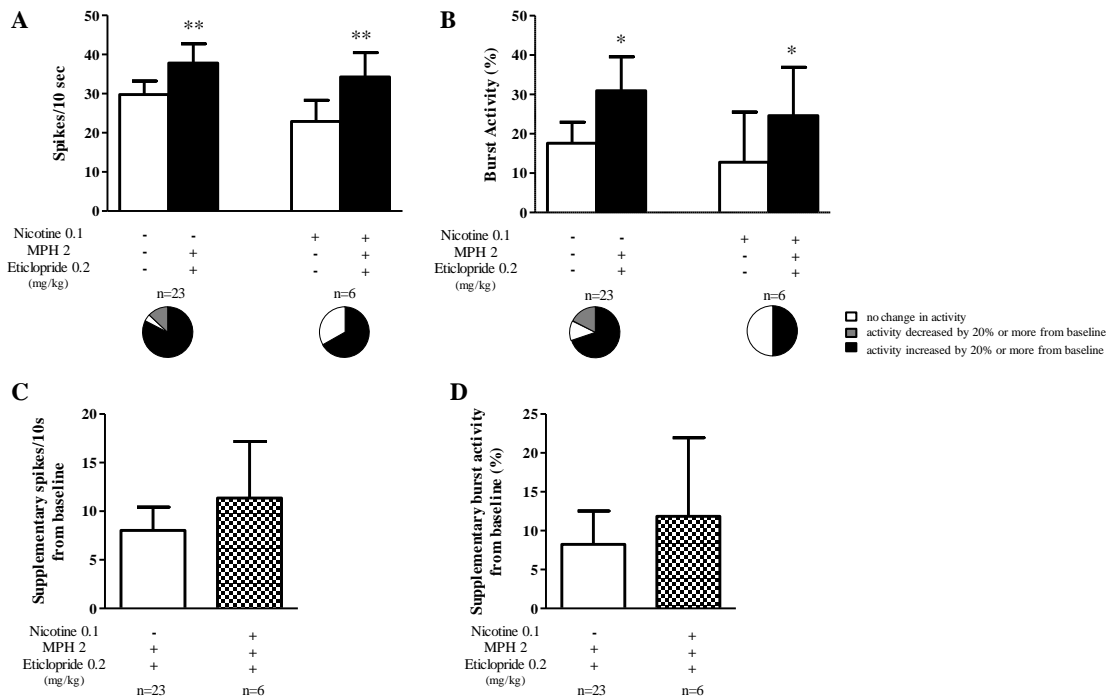 A
Spikes/10 sec
50
40
30
20
10
0
** **
Nicotine 0.1 - - + +
MPH 2 - + - +
Eticlopride 0.2 - + - +
(mg/kg)
n=23 n=6
B
Burst Activity (%)
50
40
30
20
10
0
* *
Nicotine 0.1 - - + +
MPH 2 - + - +
Eticlopride 0.2 - + - +
(mg/kg)
n=23 n=6
no change in activity
activity decreased by 20% or more from baseline
activity increased by 20% or more from baseline
C
Supplementary spikes/10s
from baseline
20
15
10
5
0
Nicotine 0.1 - +
MPH 2 + +
Eticlopride 0.2 + +
(mg/kg)
n=23 n=6
D
Supplementary burst activity
from baseline (%)
25
20
15
10
5
0
Nicotine 0.1 - +
MPH 2 + +
Eticlopride 0.2 + +
(mg/kg)
n=23 n=6